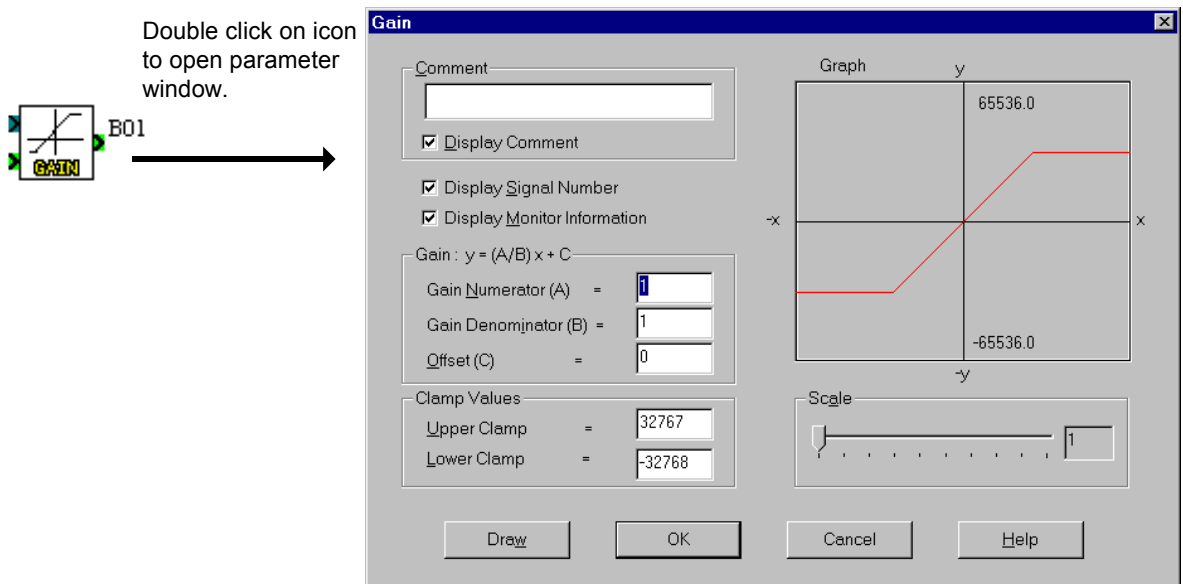 Double click on icon
to open parameter
window.
B01
GAIN
Gain
Comment
Display Comment
Display Signal Number
Display Monitor Information
Gain : y = (A/B) x + C
Gain Numerator (A) = 1
Gain Denominator (B) = 1
Offset (C) = 0
Clamp Values
Upper Clamp = 32767
Lower Clamp = -32768
Graph
y
65536.0
-x
x
-65536.0
-y
Scale
1
Draw
OK
Cancel
Help